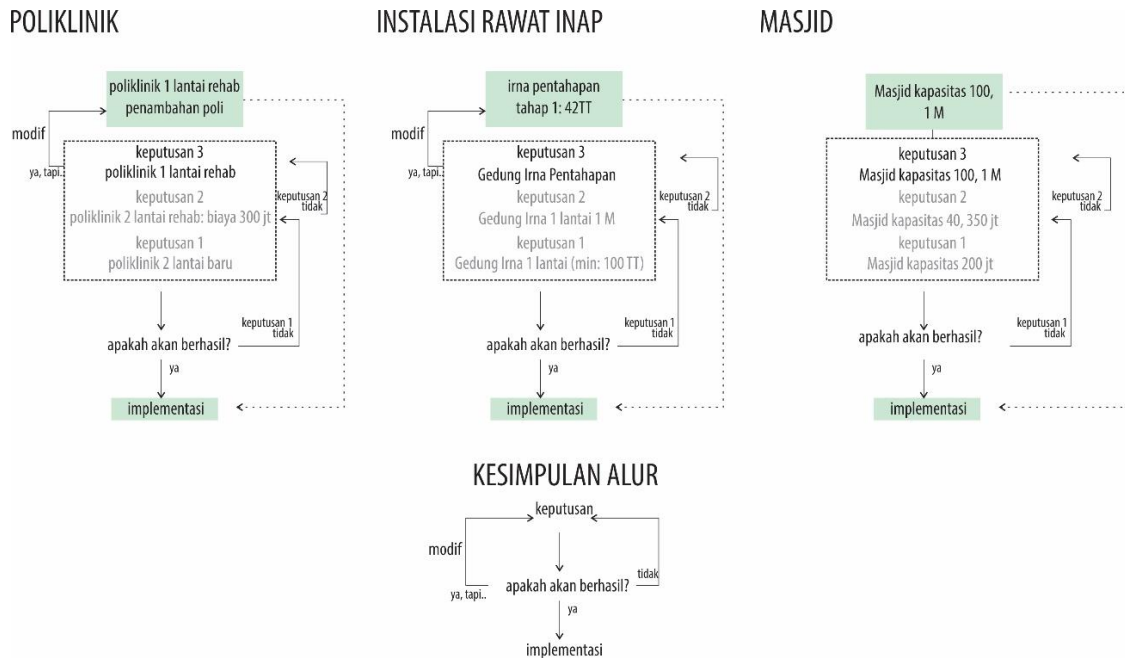 POLIKLINIK
poliklinik 1 lantai rehab
penambahan poli
modif
ya, tapi..
keputusan 3
poliklinik 1 lantai rehab
keputusan 2
poliklinik 2 lantai rehab: biaya 300 jt
keputusan 1
poliklinik 2 lantai baru
keputusan 2
tidak
keputusan 1
tidak
apakah akan berhasil?
ya
implementasi
INSTALASI RAWAT INAP
irna pentahapan
tahap 1: 42TT
modif
ya, tapi..
keputusan 3
Gedung Irna Pentahapan
keputusan 2
Gedung Irna 1 lantai 1 M
keputusan 1
Gedung Irna 1 lantai (min: 100 TT)
keputusan 2
tidak
keputusan 1
tidak
apakah akan berhasil?
ya
implementasi
MASJID
Masjid kapasitas 100,
1 M
keputusan 3
Masjid kapasitas 100, 1 M
keputusan 2
Masjid kapasitas 40, 350 jt
keputusan 1
Masjid kapasitas 200 jt
keputusan 2
tidak
keputusan 1
tidak
apakah akan berhasil?
ya
implementasi
KESIMPULAN ALUR
keputusan
modif
ya, tapi..
apakah akan berhasil?
tidak
ya
implementasi